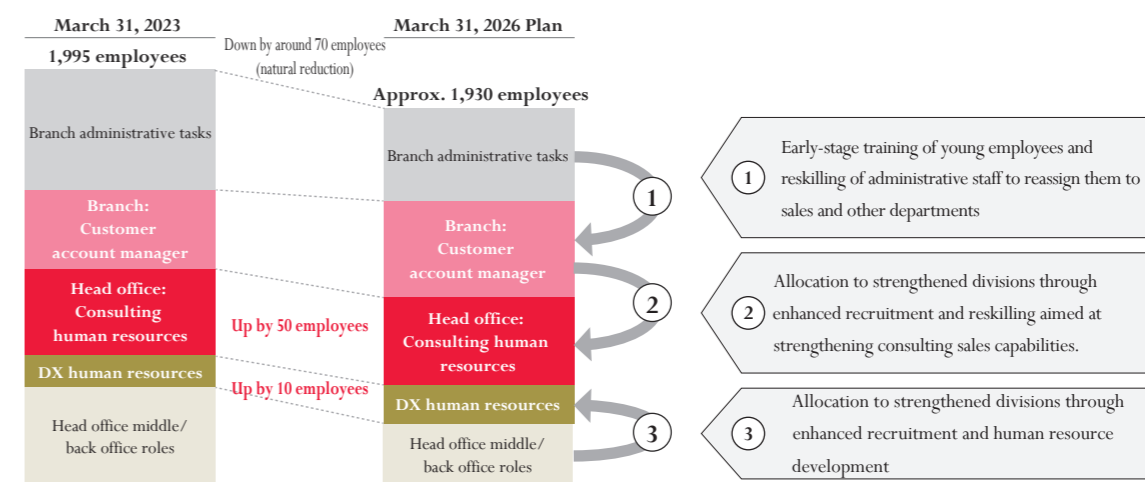 March 31, 2023
1,995 employees
Branch administrative tasks
Branch:
Customer
account manager
Head office:
Consulting
human resources
DX human resources
Head office middle/
back office roles
Down by around 70 employees
(natural reduction)
Up by 50 employees
Up by 10 employees
March 31, 2026 Plan
Approx. 1,930 employees
Branch administrative tasks
Branch:
Customer
account manager
Head office:
Consulting human
resources
DX human resources
Head office middle/
back office roles
1
2
3
1
Early-stage training of young employees and
reskilling of administrative staff to reassign them to
sales and other departments
2
Allocation to strengthened divisions through
enhanced recruitment and reskilling aimed at
strengthening consulting sales capabilities.
3
Allocation to strengthened divisions through
enhanced recruitment and human resource
development